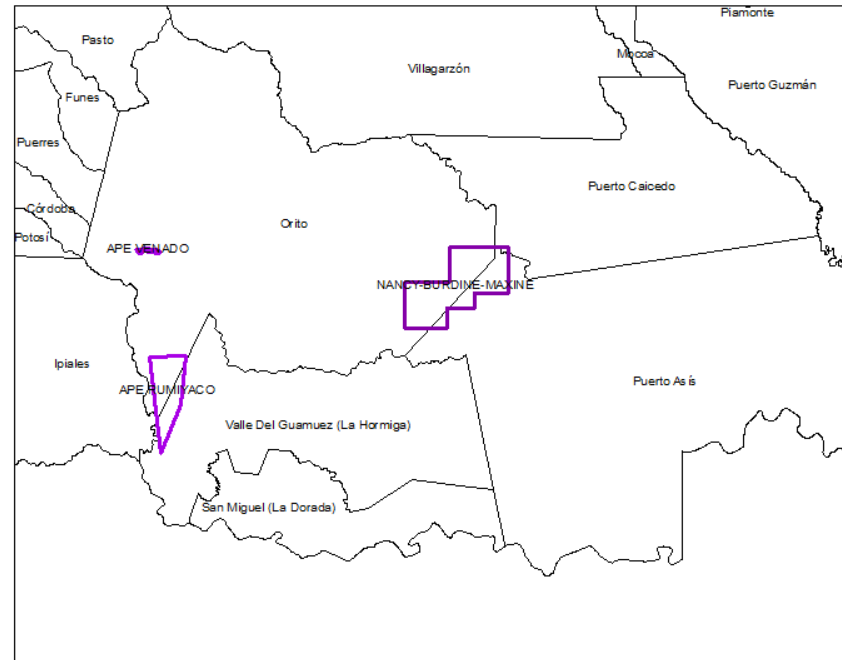 Piamonte
Pasto
Mocoa
Villagarzón
Puerto Guzmán
Funes
Puerres
Puerto Caicedo
Córdoba
Orito
Potosí
APE VENADO
NANCY-BURDINE-MAXINE
Ipiales
Puerto Asís
APE RUMIYACO
Valle Del Guamuez (La Hormiga)
San Miguel (La Dorada)